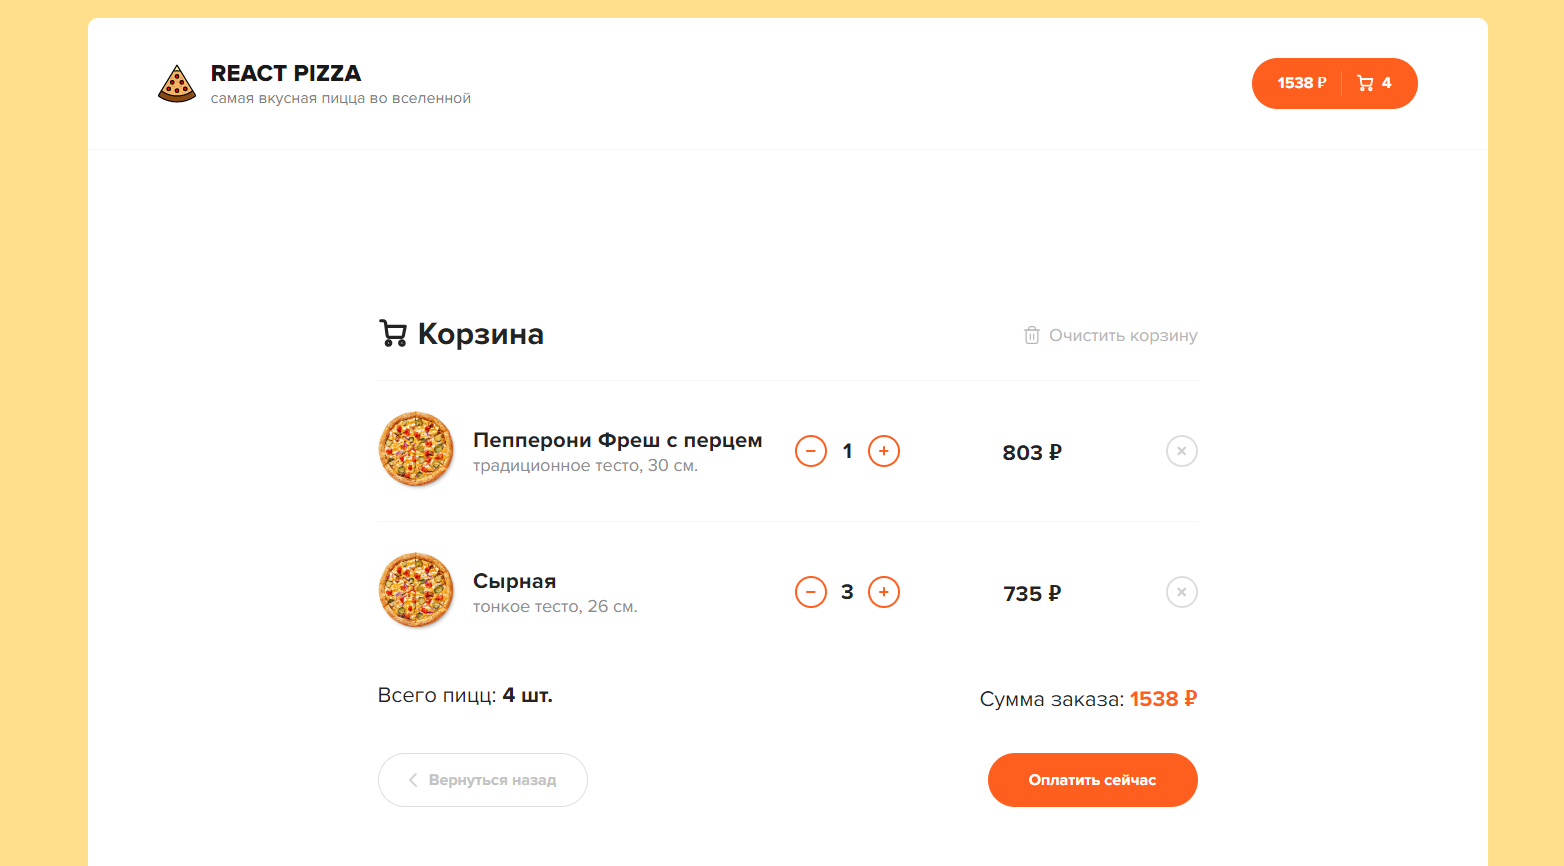 REACT PIZZA
самая вкусная пицца во вселенной
1538 ₽ 4
Корзина
Очистить корзину
Пепперони Фреш с перцем
традиционное тесто, 30 см.
1
803 ₽
Сырная
тонкое тесто, 26 см.
3
735 ₽
Всего пицц: 4 шт.
Сумма заказа: 1538 ₽
Вернуться назад
Оплатить сейчас